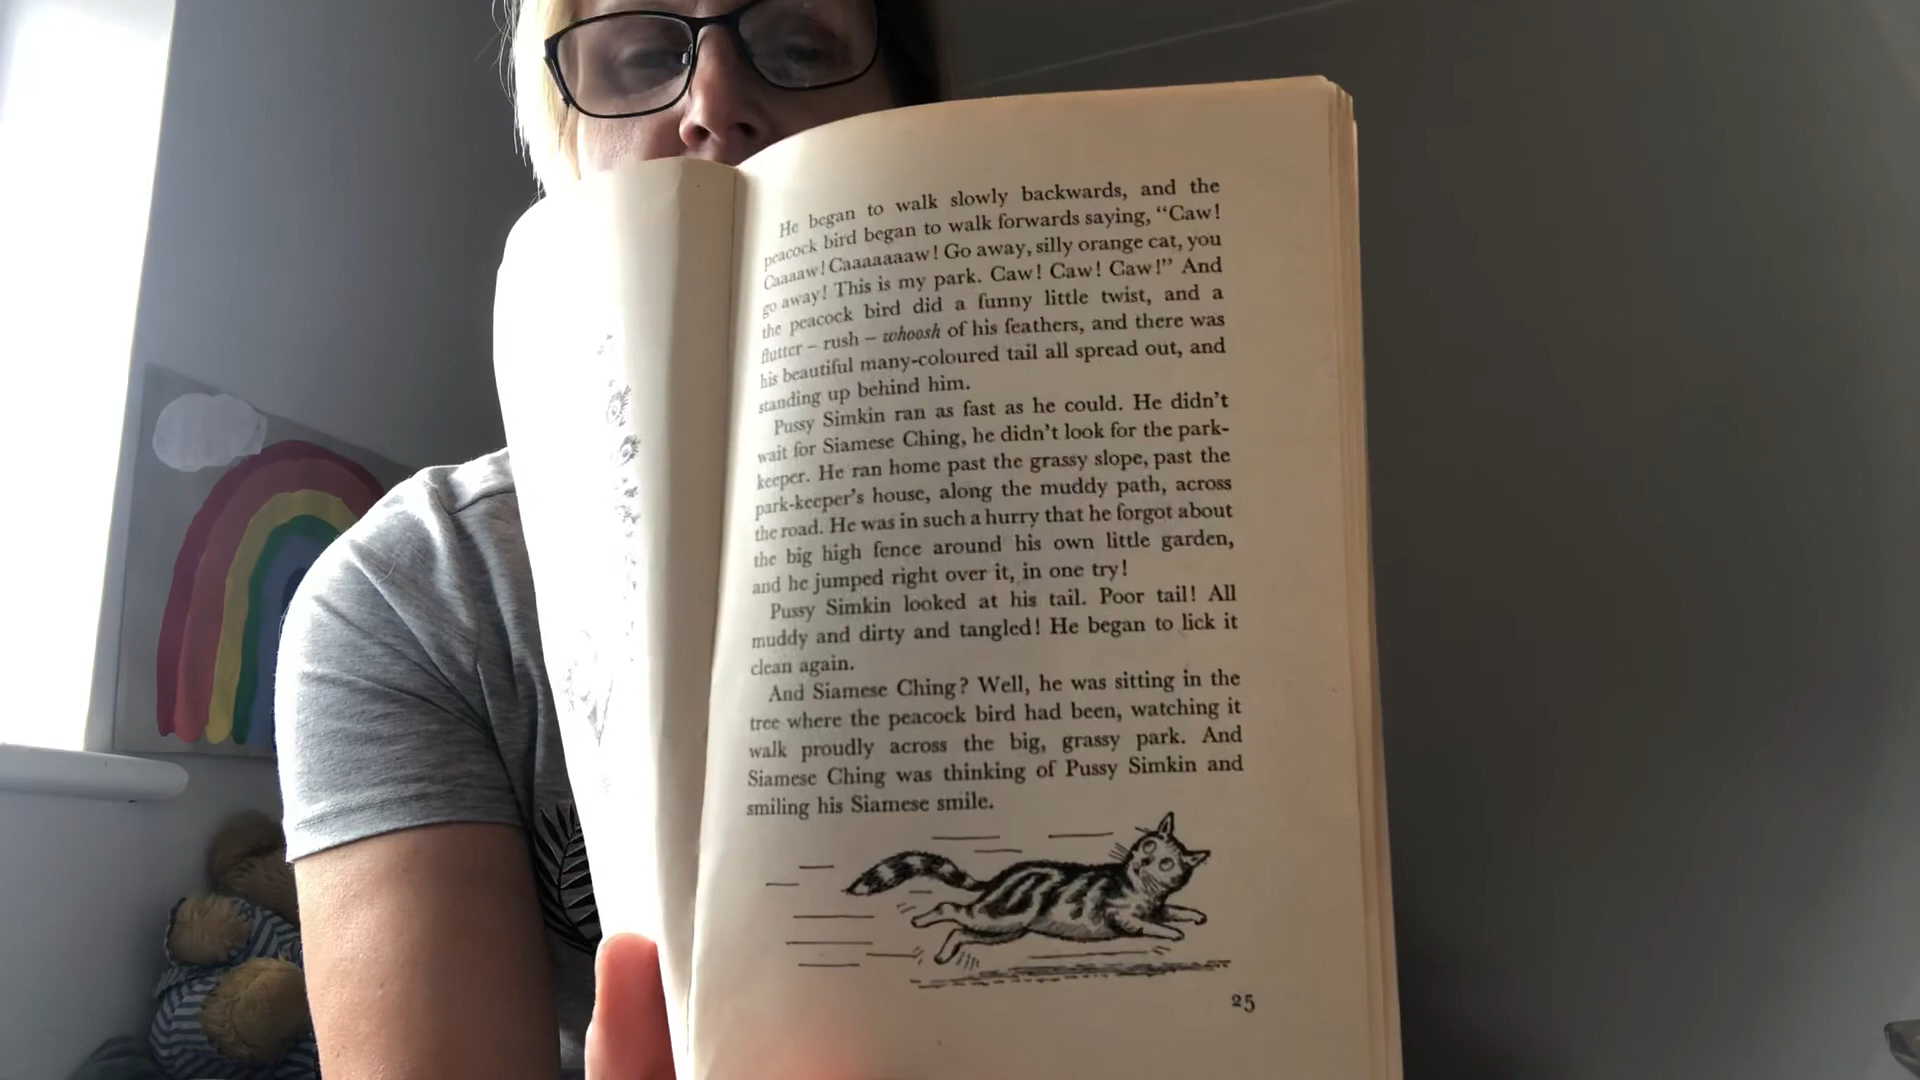 He began to walk slowly backwards, and the
peacock bird began to walk forwards saying, “Caw!
Caaaaw! Caaaaaaaw! Go away, silly orange cat, you
go away! This is my park. Caw! Caw! Caw!” And
the peacock bird did a funny little twist, and a
flutter – rush – whoosh of his feathers, and there was
his beautiful many-coloured tail all spread out, and
standing up behind him.
Pussy Simkin ran as fast as he could. He didn’t
wait for Siamese Ching, he didn’t look for the park-
keeper. He ran home past the grassy slope, past the
park-keeper’s house, along the muddy path, across
the road. He was in such a hurry that he forgot about
the big high fence around his own little garden,
and he jumped right over it, in one try!
Pussy Simkin looked at his tail. Poor tail! All
muddy and dirty and tangled! He began to lick it
clean again.
And Siamese Ching? Well, he was sitting in the
tree where the peacock bird had been, watching it
walk proudly across the big, grassy park. And
Siamese Ching was thinking of Pussy Simkin and
smiling his Siamese smile.
25